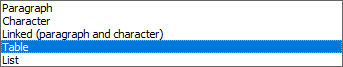 Paragraph
Character
Linked (paragraph and character)
Table
List